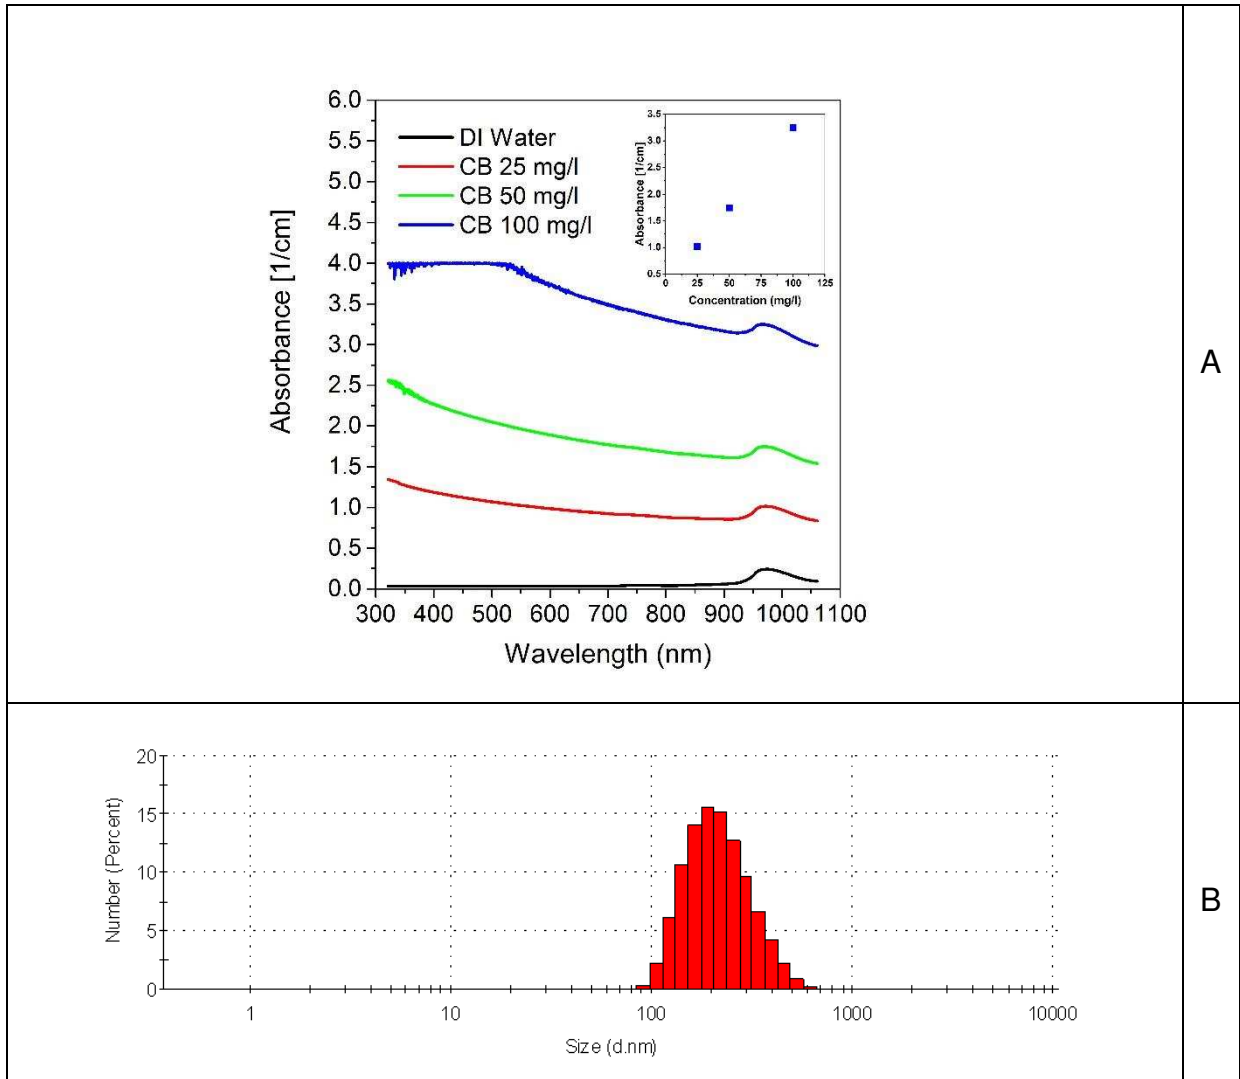 6.0
5.5
5.0
4.5
4.0
3.5
3.0
2.5
2.0
1.5
1.0
0.5
0.0
Absorbance [1/cm]
DI Water
CB 25 mg/l
CB 50 mg/l
CB 100 mg/l
3.5
3.0
2.5
2.0
1.5
1.0
0.5
Absorbance [1/cm]
0 25 50 75 100 125
Concentration (mg/l)
300 400 500 600 700 800 900 1000 1100
Wavelength (nm)
A
20
15
10
5
0
Number (Percent)
1 10 100 1000 10000
Size (d.nm)
B